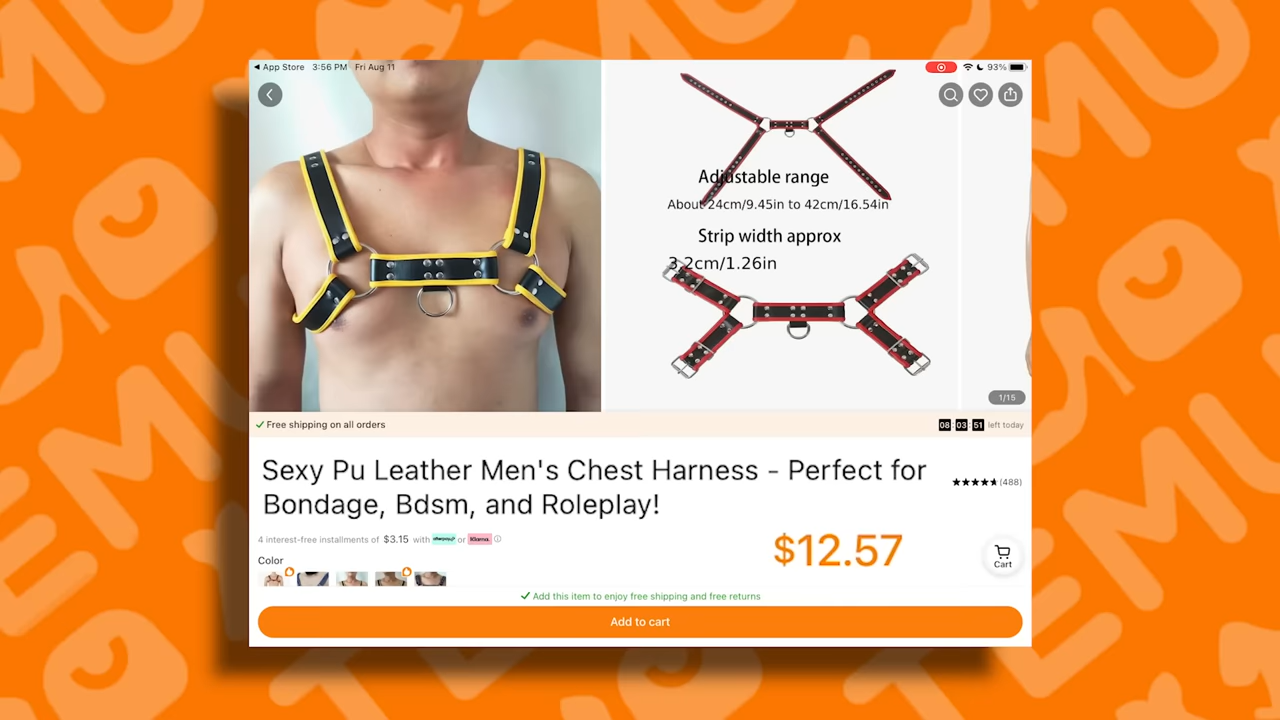 App Store 3:56 PM Fri Aug 11
93%
Adjustable range
About 24cm/9.45in to 42cm/16.54in
Strip width approx
3.2cm/1.26in
1/15
Free shipping on all orders
08:03:51 left today
Sexy Pu Leather Men's Chest Harness - Perfect for
Bondage, Bdsm, and Roleplay!
(488)
4 interest-free installments of $3.15 with afterpay or Klarna.
$12.57
Cart
Color
Add this item to enjoy free shipping and free returns
Add to cart
TEMU
TEMU
TEMU